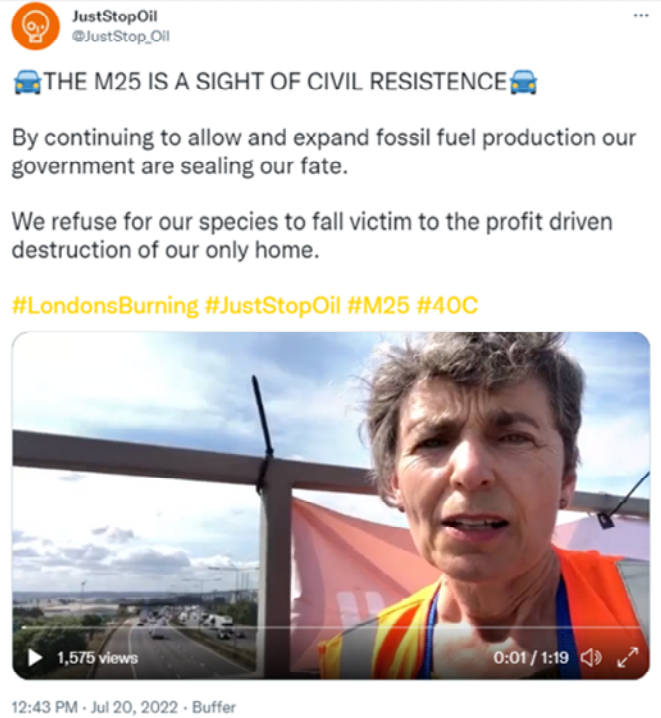 JustStopOil
@JustStop_Oil
THE M25 IS A SIGHT OF CIVIL RESISTENCE
By continuing to allow and expand fossil fuel production our
government are sealing our fate.
We refuse for our species to fall victim to the profit driven
destruction of our only home.
#LondonsBurning #JustStopOil #M25 #40C
1,575 views
0:01 / 1:19
12:43 PM · Jul 20, 2022 · Buffer